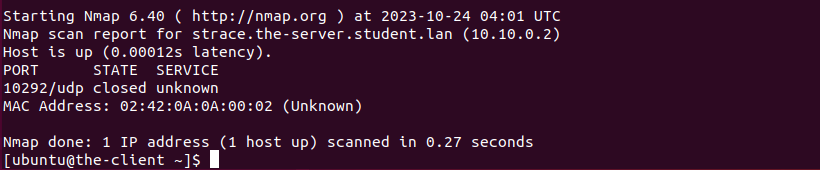 Starting Nmap 6.40 ( http://nmap.org ) at 2023-10-24 04:01 UTC
Nmap scan report for strace.the-server.student.lan (10.10.0.2)
Host is up (0.00012s latency).
PORT      STATE  SERVICE
10292/udp closed unknown
MAC Address: 02:42:0A:0A:00:02 (Unknown)

Nmap done: 1 IP address (1 host up) scanned in 0.27 seconds
[ubuntu@the-client ~]$